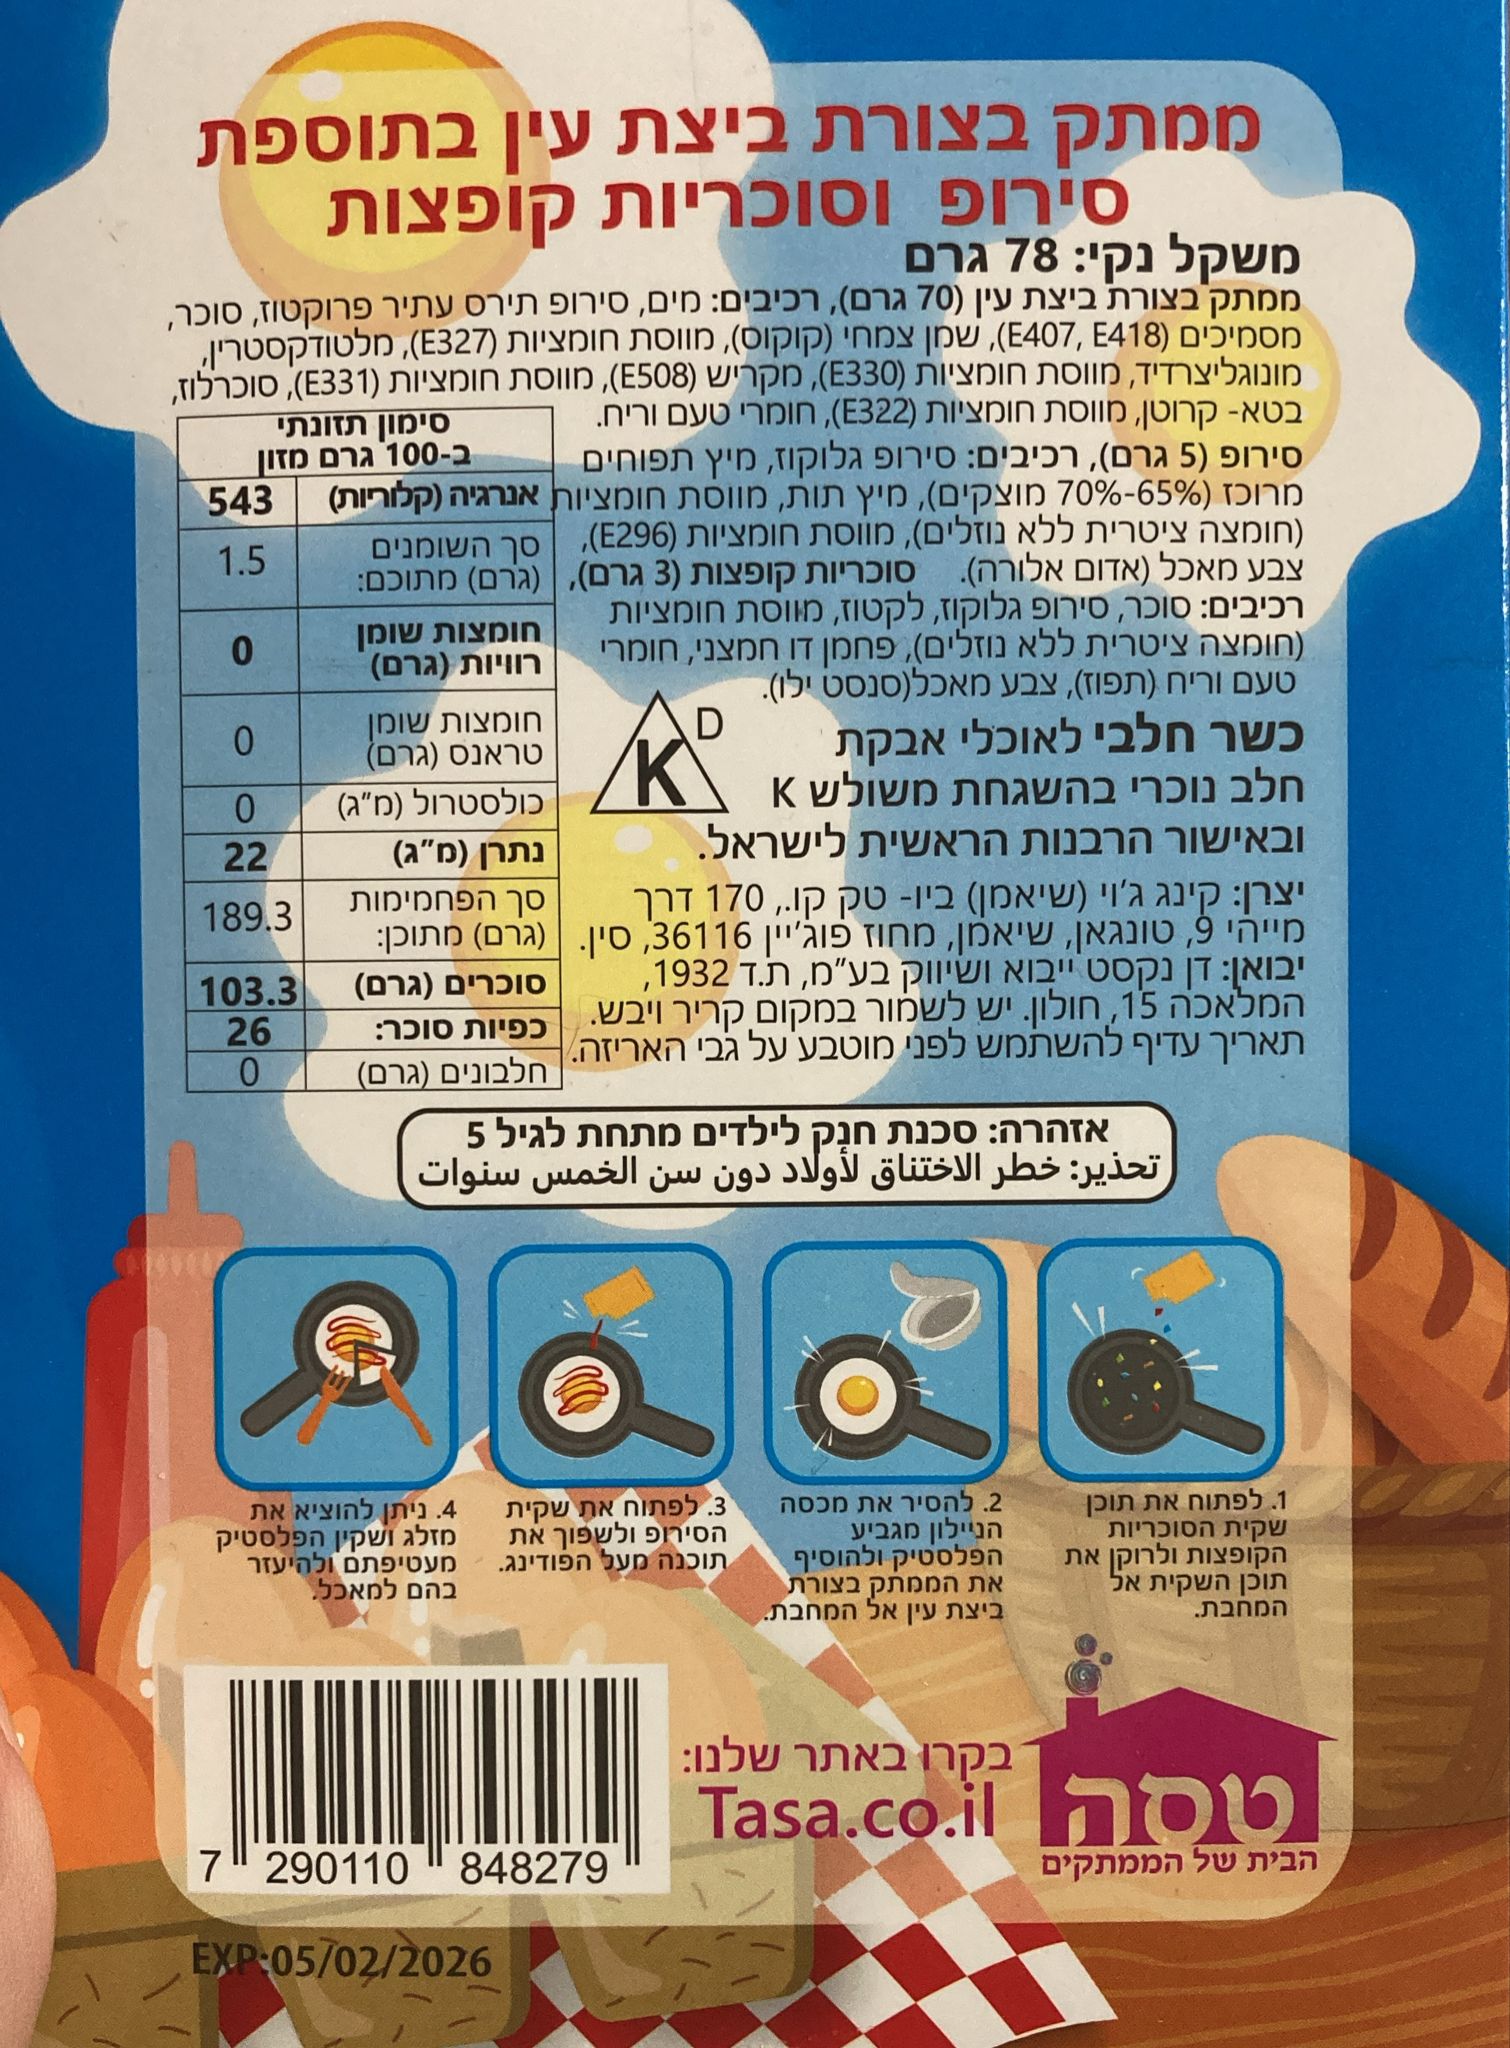 ממתק בצורת ביצת עין בתוספת
סירופ וסוכריות קופצות
משקל נקי: 78 גרם
ממתק בצורת ביצת עין (70 גרם), רכיבים: מים, סירופ תירס עתיר פרוקטוז, סוכר,
מסמיכים (E407, E418), שמן צמחי (קוקוס), מווסת חומציות (E327), מלטודקסטרין,
מונוגליצרדיד, מווסת חומציות (E330), מקריש (E508), מווסת חומציות (E331), סוכרלוז,
בטא- קרוטן, מווסת חומציות (E322), חומרי טעם וריח.
סירופ (5 גרם), רכיבים: סירופ גלוקוז, מיץ תפוחים
מרוכז (65%-70% מוצקים), מיץ תות, מווסת חומציות
(חומצה ציטרית ללא נוזלים), מווסת חומציות (E296),
צבע מאכל (אדום אלורה). סוכריות קופצות (3 גרם),
רכיבים: סוכר, סירופ גלוקוז, לקטוז, מווסת חומציות
(חומצה ציטרית ללא נוזלים), פחמן דו חמצני, חומרי
טעם וריח (תפוז), צבע מאכל(סנסט ילו).
כשר חלבי לאוכלי אבקת
חלב נוכרי בהשגחת משולש K
ובאישור הרבנות הראשית לישראל.
K D
יצרן: קינג ג'וי (שיאמן) ביו- טק קו., 170 דרך
מייהי 9, טונגאן, שיאמן, מחוז פוג'יין 36116, סין.
יבואן: דן נקסט ייבוא ושיווק בע"מ, ת.ד 1932,
המלאכה 15, חולון. יש לשמור במקום קריר ויבש.
תאריך עדיף להשתמש לפני מוטבע על גבי האריזה.
סימון תזונתי
ב-100 גרם מזון
אנרגיה (קלוריות) 543
סך השומנים
(גרם) מתוכם: 1.5
חומצות שומן
רוויות (גרם) 0
חומצות שומן
טראנס (גרם) 0
כולסטרול (מ"ג) 0
נתרן (מ"ג) 22
סך הפחמימות
(גרם) מתוכן: 189.3
סוכרים (גרם) 103.3
כפיות סוכר: 26
חלבונים (גרם) 0
אזהרה: סכנת חנק לילדים מתחת לגיל 5
تحذير: خطر الاختناق لأولاد دون سن الخمس سنوات
1. לפתוח את תוכן
שקית הסוכריות
הקופצות ולרוקן את
תוכן השקית אל
המחבת.
2. להסיר את מכסה
הניילון מגביע
הפלסטיק ולהוסיף
את הממתק בצורת
ביצת עין אל המחבת.
3. לפתוח את שקית
הסירופ ולשפוך את
תוכנה מעל הפודינג.
4. ניתן להוציא את
מזלג ושקין הפלסטיק
מעטיפתם ולהיעזר
בהם למאכל.
בקרו באתר שלנו:
Tasa.co.il
טסה
הבית של הממתקים
7 290110 848279
EXP:05/02/2026